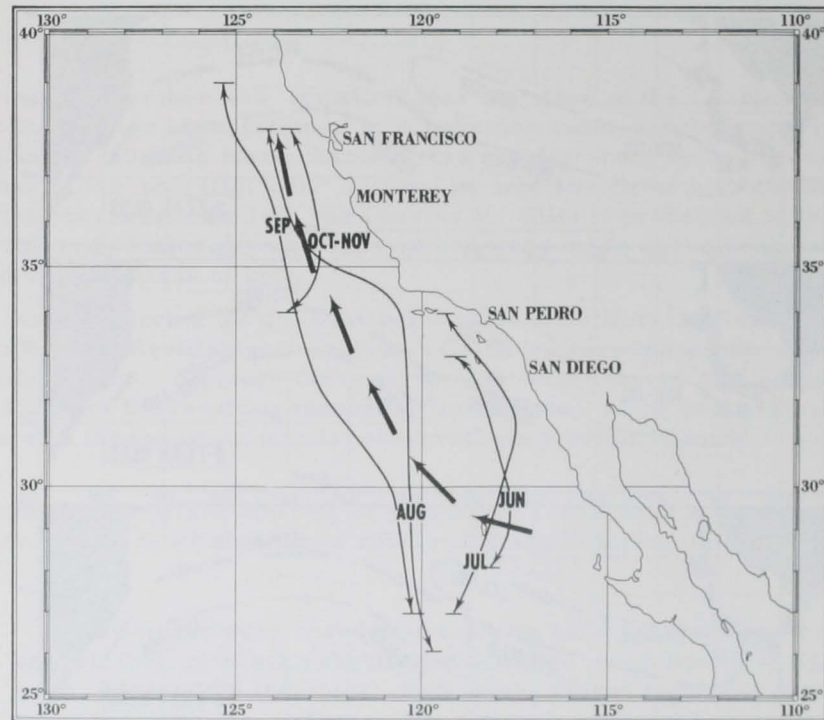 130° 125° 120° 115° 110°
40° 40°
SAN FRANCISCO
MONTEREY
SEP
OCT-NOV
35° 35°
SAN PEDRO
SAN DIEGO
30° 30°
AUG
JUN
JUL
25° 25°
130° 125° 120° 115° 110°